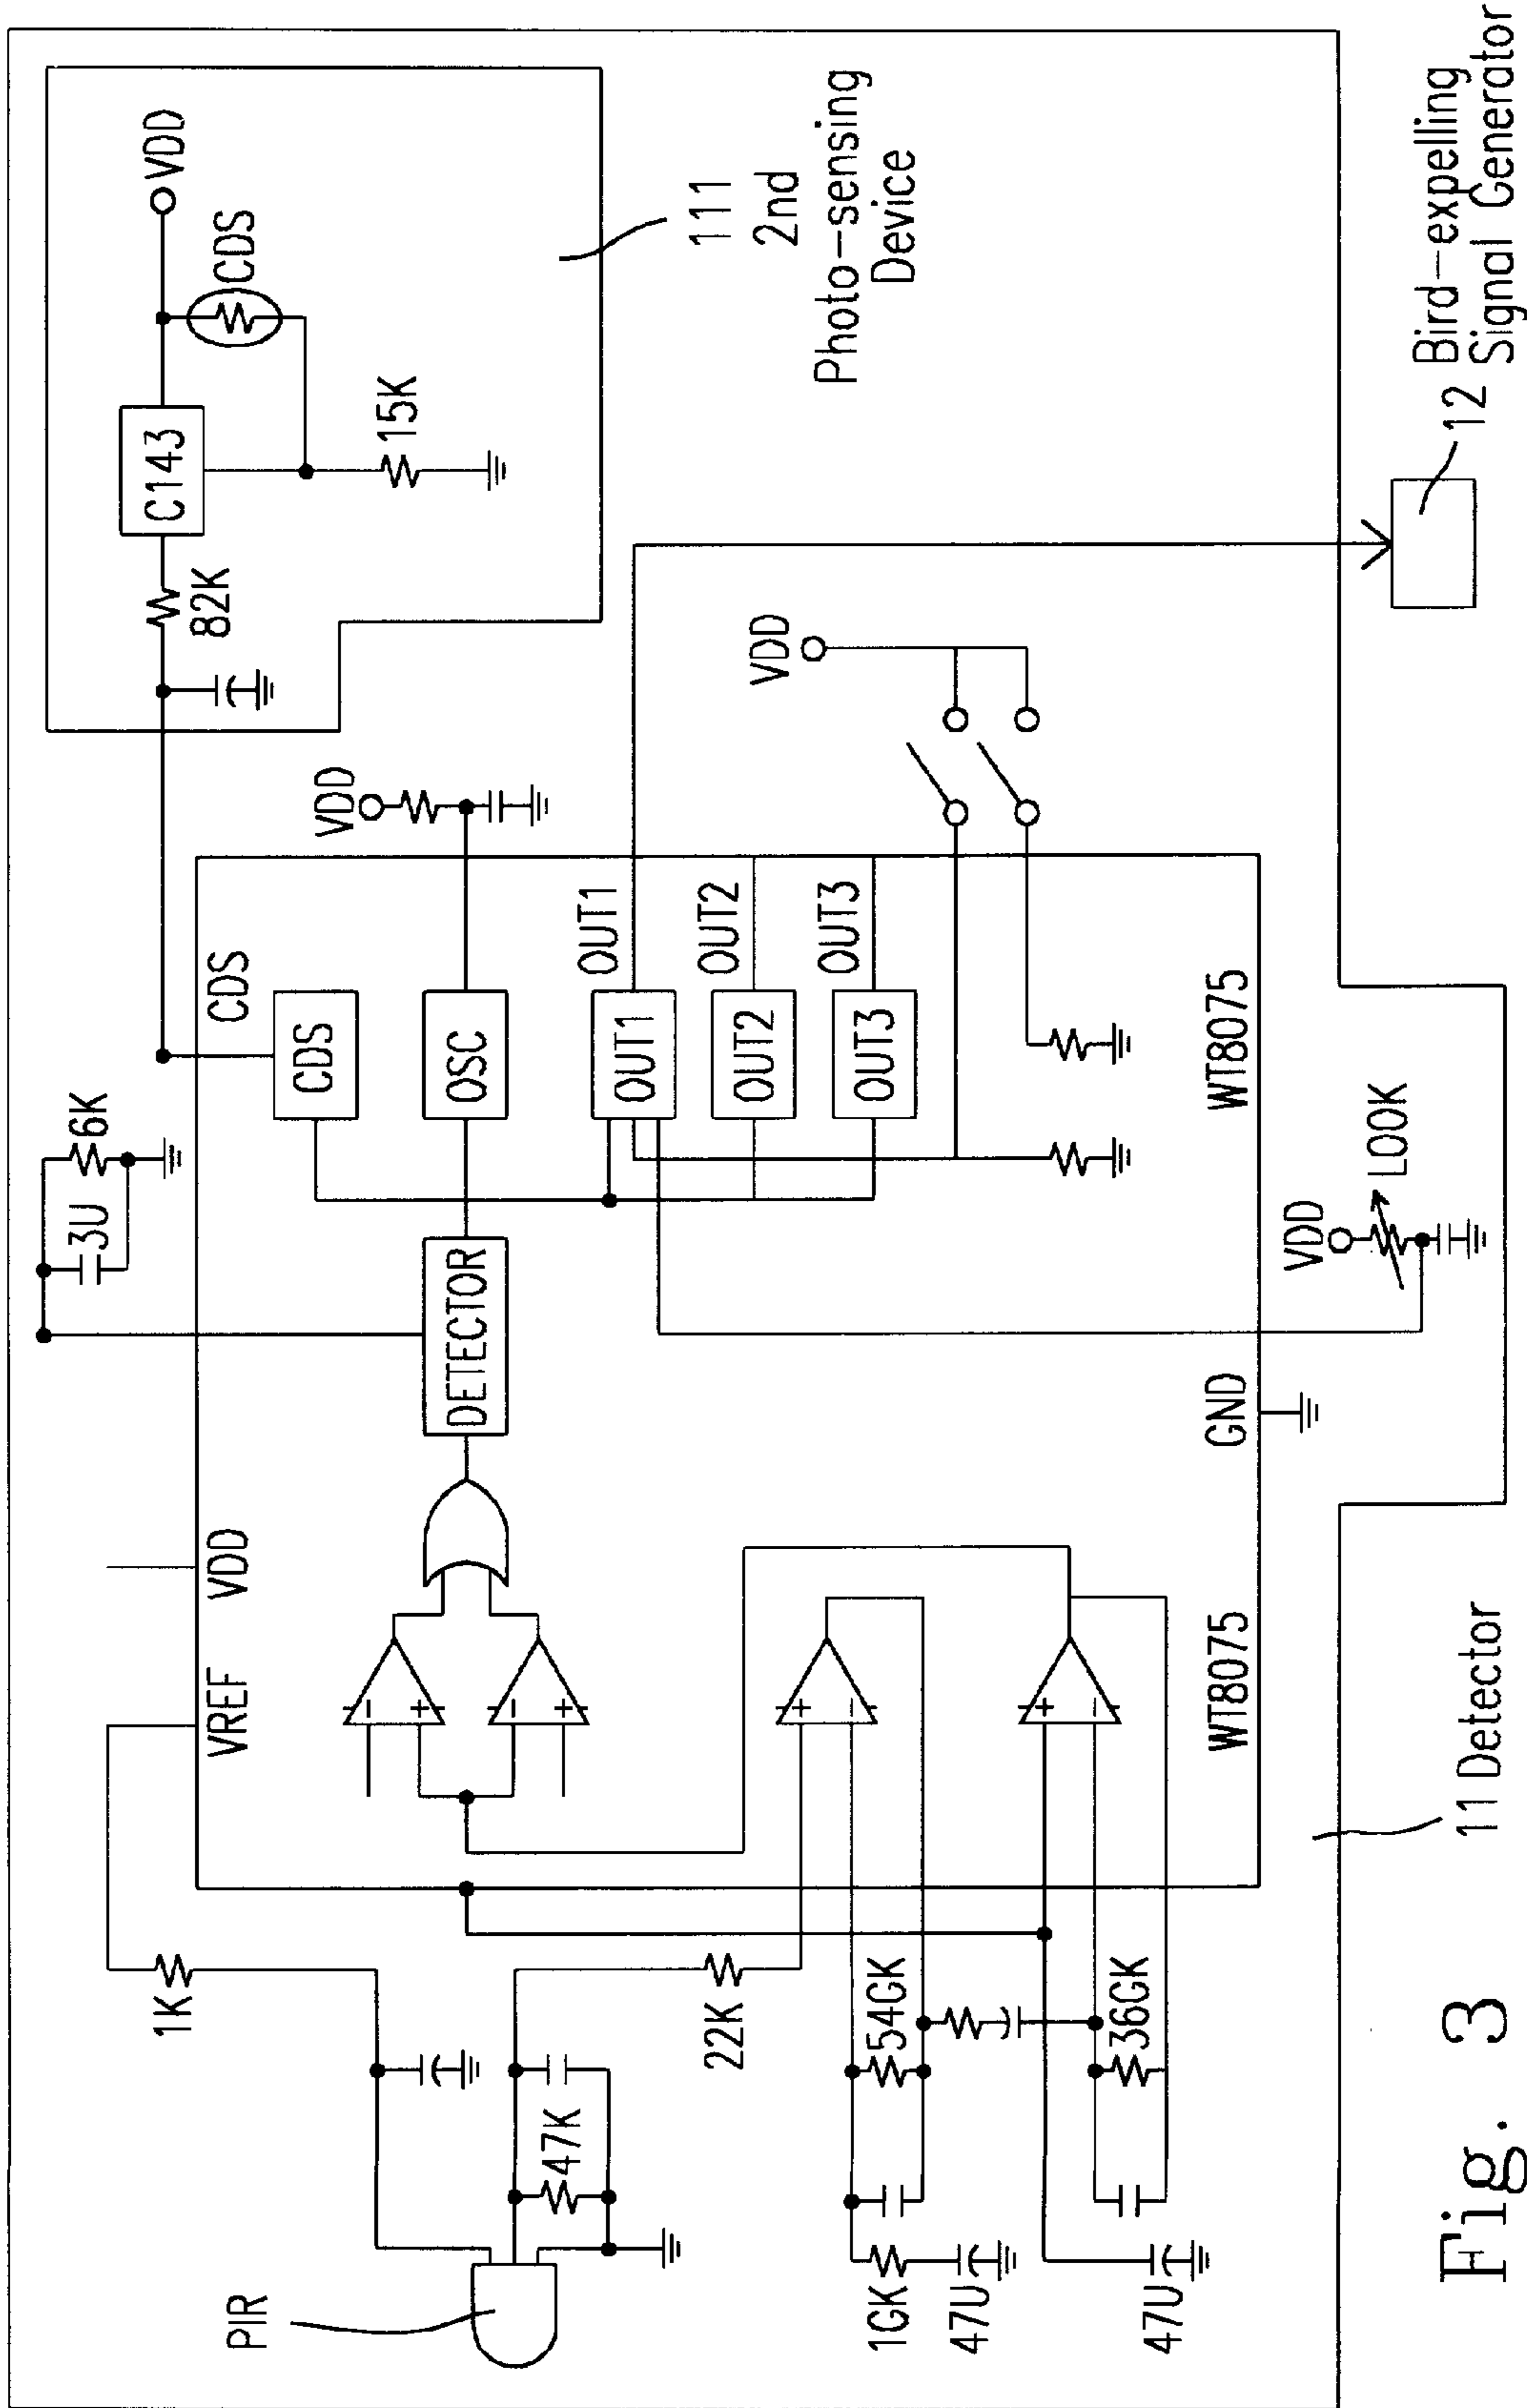 VDD
C143
CDS
82K
15K
111
2nd
Photo-sensing
Device
6K
3U
CDS
VDD
CDS
OSC
DETECTOR
VREF
VDD
1K
PIR
47K
22K
OUT1
OUT2
OUT3
OUT1
OUT2
OUT3
VDD
54GK
1GK
47U
36GK
47U
WT8075
GND
WT8075
VDD
LOOK
12 Bird-expelling
Signal Generator
11 Detector
Fig. 3